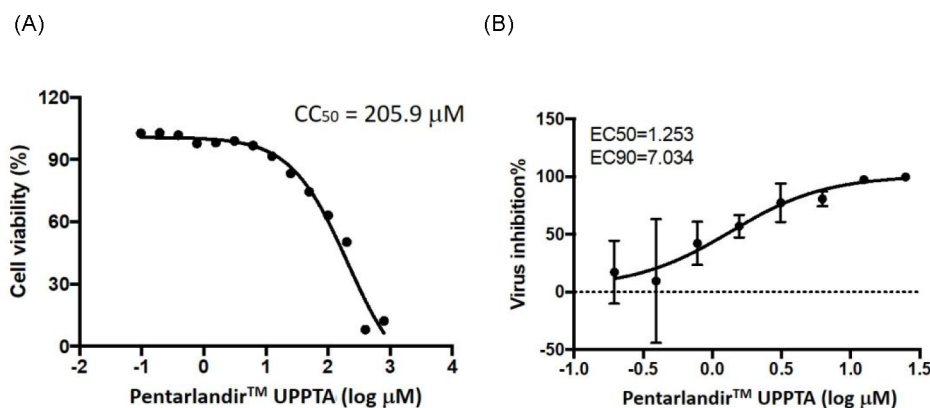 (A)
(B)
CC50 = 205.9 µM
Cell viability (%)
120
90
60
30
0
-2
-1
0
1
2
3
4
Pentarlandir™ UPPTA (log µM)
EC50=1.253
EC90=7.034
Virus inhibition%
150
100
50
0
-50
-1.0
-0.5
0.0
0.5
1.0
1.5
Pentarlandir™ UPPTA (log µM)